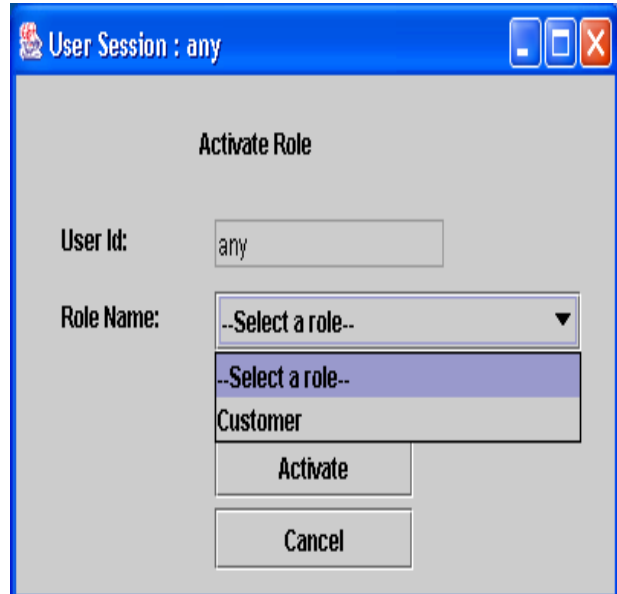 User Session : any
Activate Role
User Id:
any
Role Name:
--Select a role--
--Select a role--
Customer
Activate
Cancel